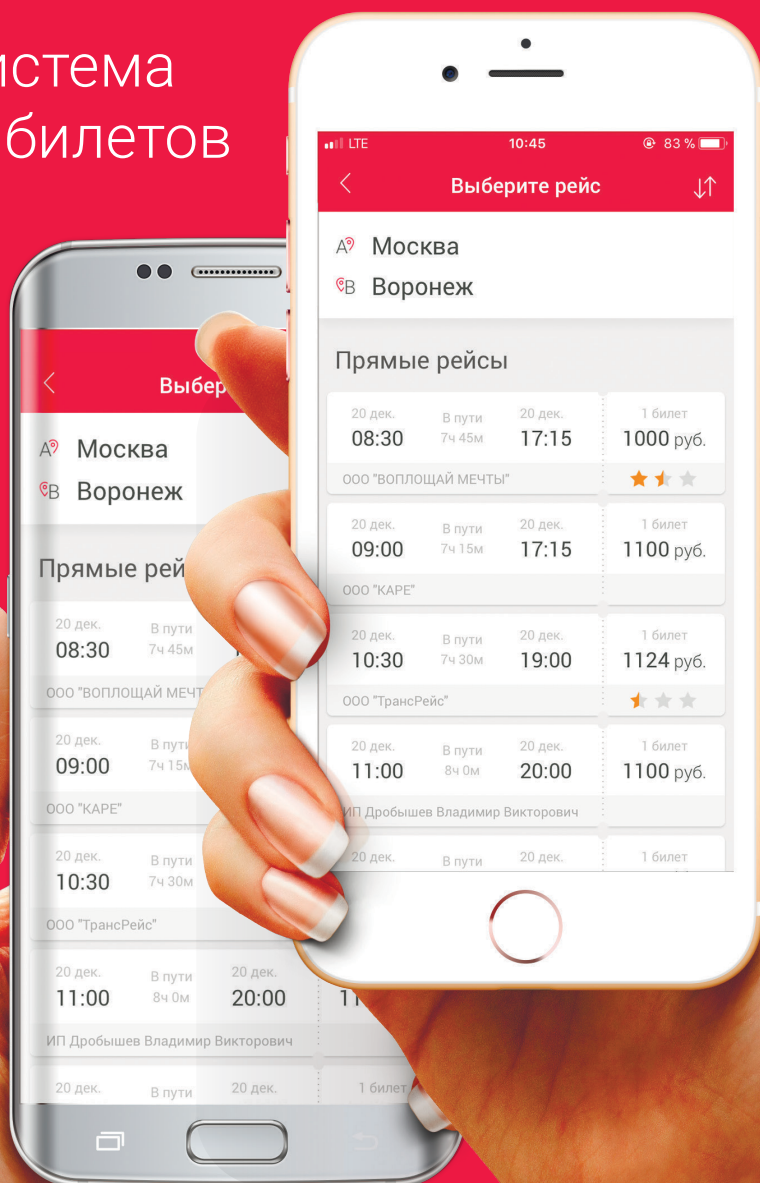 истема
билетов
LTE 10:45 83 %
Выберите рейс
A Москва
B Воронеж
Прямые рейсы
20 дек. В пути 20 дек. 1 билет
08:30 7ч 45м 17:15 1000 руб.
ООО "ВОПЛОЩАЙ МЕЧТЫ"
20 дек. В пути 20 дек. 1 билет
09:00 7ч 15м 17:15 1100 руб.
ООО "КАРЕ"
20 дек. В пути 20 дек. 1 билет
10:30 7ч 30м 19:00 1124 руб.
ООО "ТрансРейс"
20 дек. В пути 20 дек. 1 билет
11:00 8ч 0м 20:00 1100 руб.
ИП Дробышев Владимир Викторович
20 дек. В пути 20 дек. 1 билет
Выбер
A Москва
B Воронеж
Прямые рей
20 дек. В пути
08:30 7ч 45м
ООО "ВОПЛОЩАЙ МЕЧТ
20 дек. В пути
09:00 7ч 15м
ООО "КАРЕ"
20 дек. В пути
10:30 7ч 30м
ООО "ТрансРейс"
20 дек. В пути 20 дек.
11:00 8ч 0м 20:00 11
ИП Дробышев Владимир Викторович
20 дек. В пути 20 дек. 1 билет